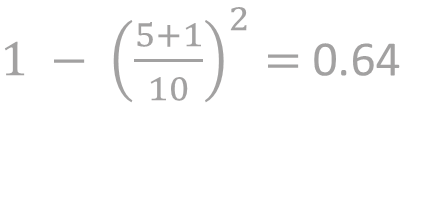 1 − ((5+1)/10)² = 0.64